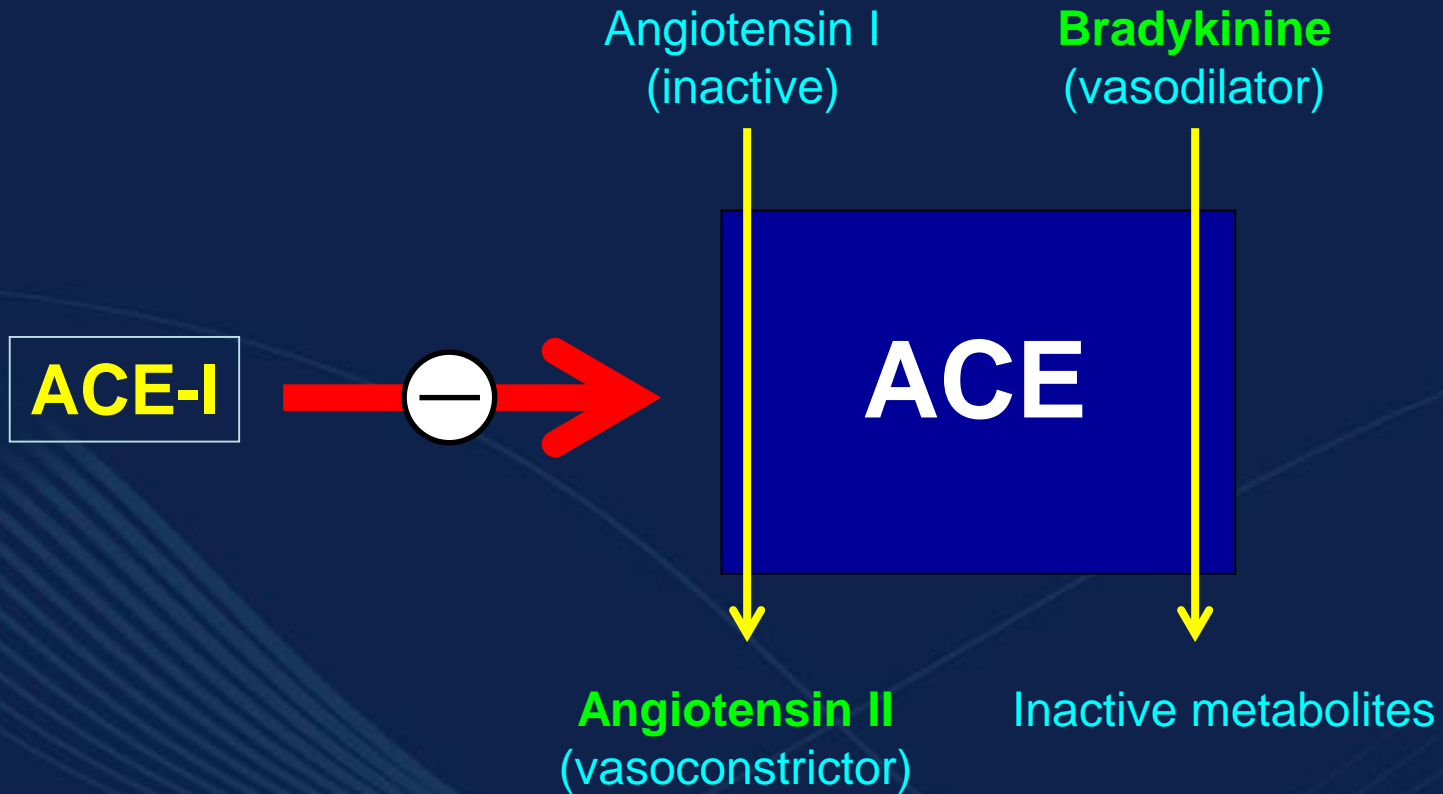 Angiotensin I
(inactive)
Bradykinine
(vasodilator)
ACE-I
ACE
Angiotensin II
(vasoconstrictor)
Inactive metabolites